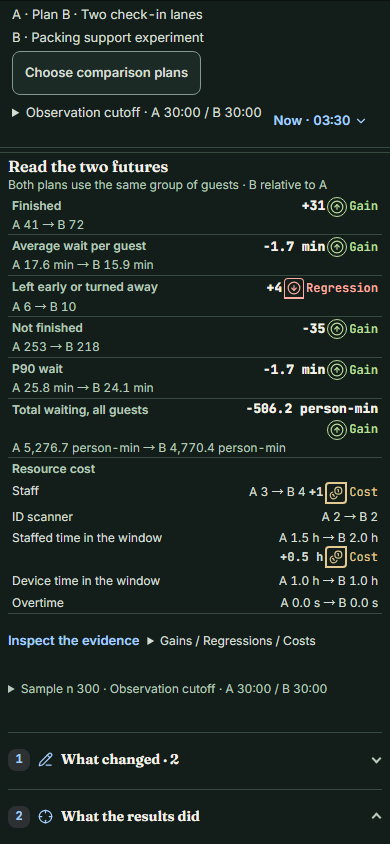 A · Plan B · Two check-in lanes
B · Packing support experiment
Choose comparison plans
Observation cutoff · A 30:00 / B 30:00
Now · 03:30
Read the two futures
Both plans use the same group of guests · B relative to A
Finished +31 Gain
A 41 → B 72
Average wait per guest -1.7 min Gain
A 17.6 min → B 15.9 min
Left early or turned away +4 Regression
A 6 → B 10
Not finished -35 Gain
A 253 → B 218
P90 wait -1.7 min Gain
A 25.8 min → B 24.1 min
Total waiting, all guests -506.2 person-min
Gain
A 5,276.7 person-min → B 4,770.4 person-min
Resource cost
Staff A 3 → B 4 +1 Cost
ID scanner A 2 → B 2
Staffed time in the window A 1.5 h → B 2.0 h
+0.5 h Cost
Device time in the window A 1.0 h → B 1.0 h
Overtime A 0.0 s → B 0.0 s
Inspect the evidence Gains / Regressions / Costs
Sample n 300 · Observation cutoff · A 30:00 / B 30:00
1 What changed · 2
2 What the results did